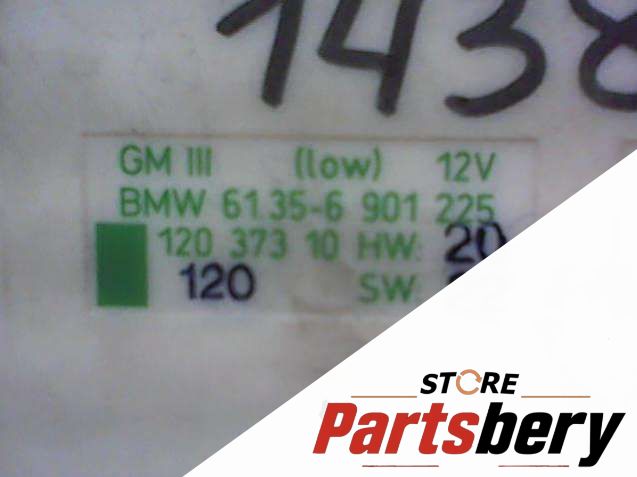 1438
GM III (low) 12V
BMW 61.35-6 901 225
120 373 10 HW: 20
120 SW:
STORE
Partsbery